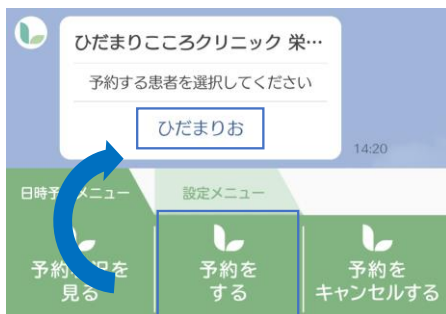 ひだまりこころクリニック 栄…
予約する患者を選択してください
ひだまりお
14:20
日時予 メニュー
設定メニュー
予約 況を
見る
予約を
する
予約を
キャンセルする